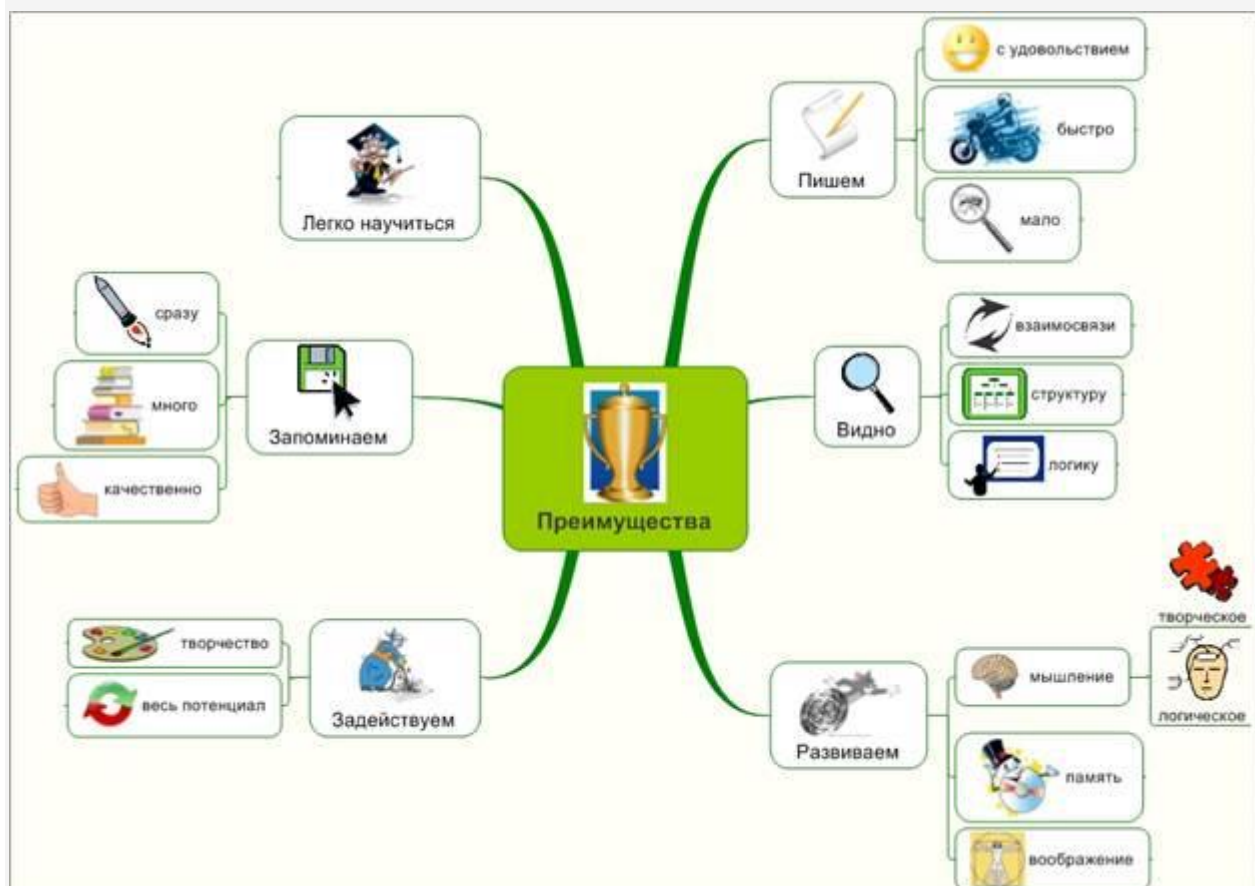 Преимущества
Пишем
с удовольствием
быстро
мало
Видно
взаимосвязи
структуру
логику
Развиваем
мышление
творческое
логическое
память
воображение
Задействуем
творчество
весь потенциал
Запоминаем
сразу
много
качественно
Легко научиться